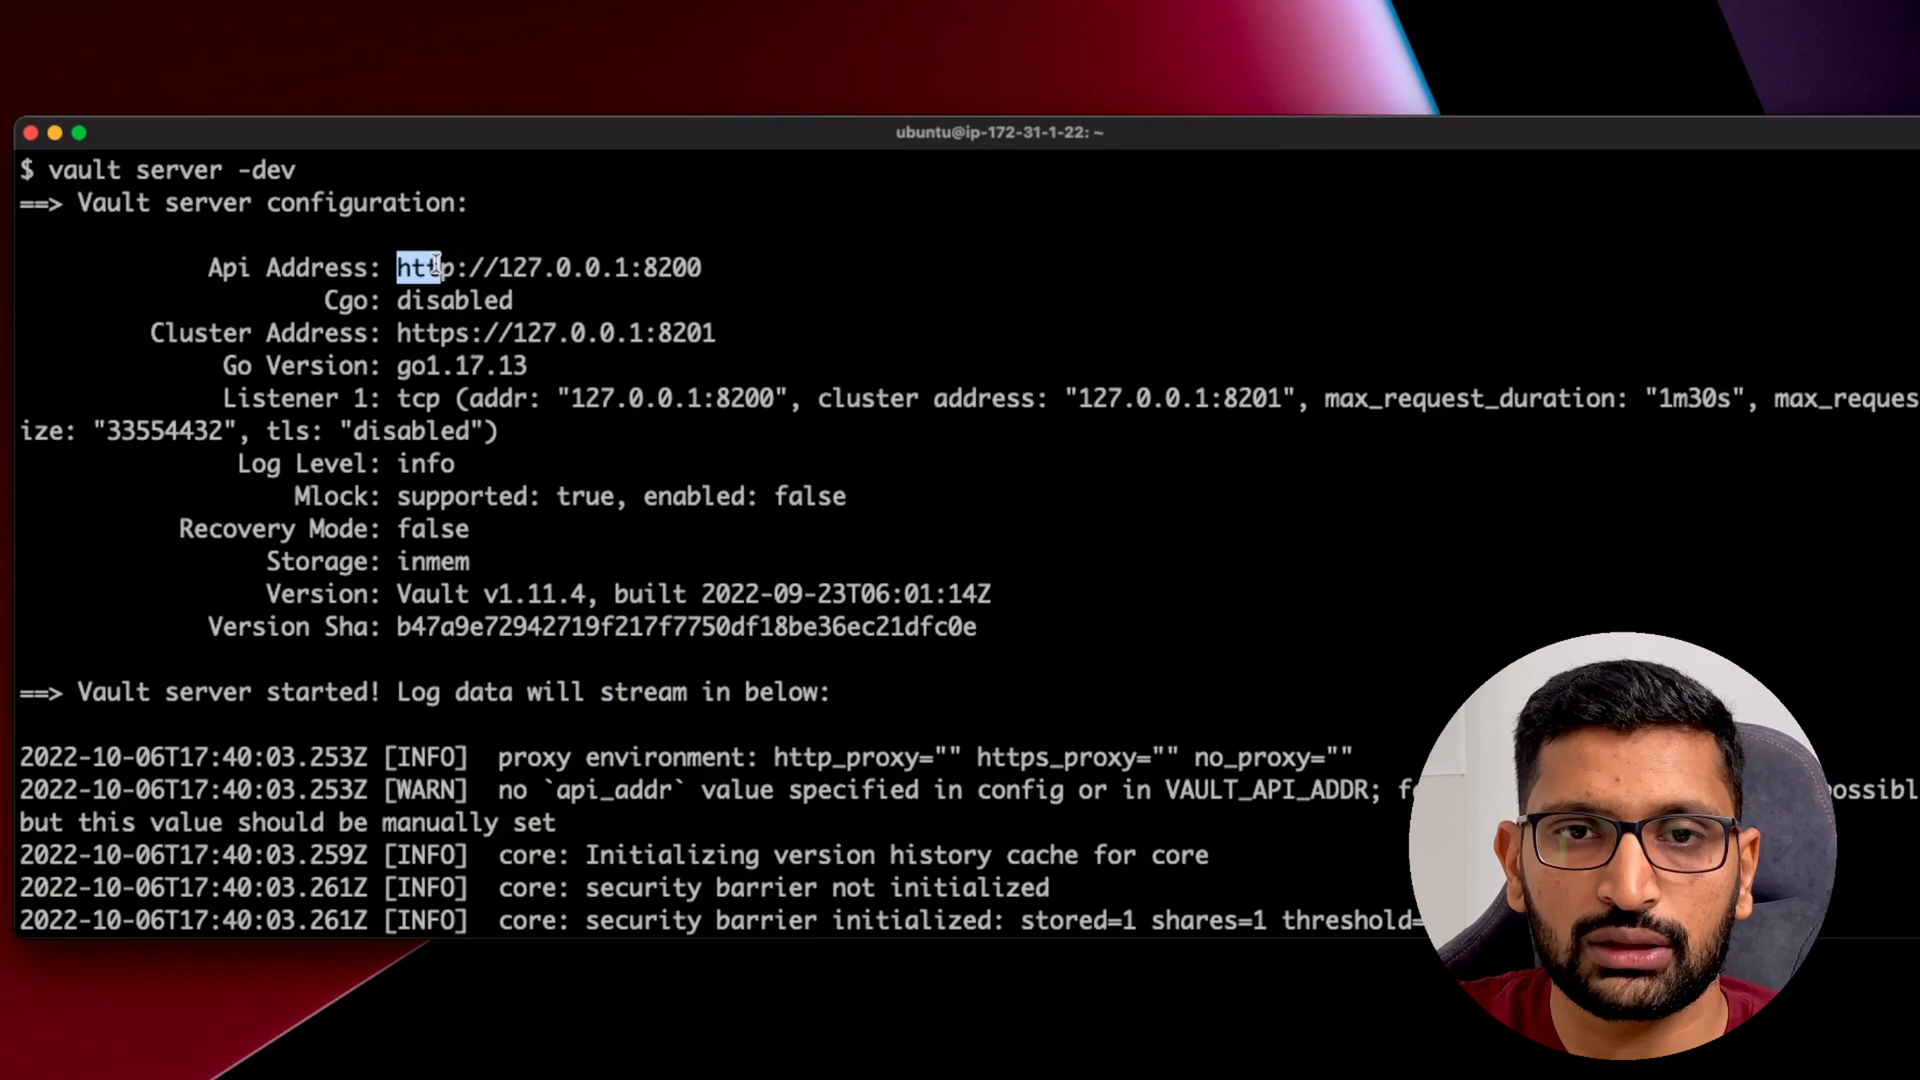 ubuntu@ip-172-31-1-22: ~
$ vault server -dev
==> Vault server configuration:
Api Address: http://127.0.0.1:8200
Cgo: disabled
Cluster Address: https://127.0.0.1:8201
Go Version: go1.17.13
Listener 1: tcp (addr: "127.0.0.1:8200", cluster address: "127.0.0.1:8201", max_request_duration: "1m30s", max_reques
ize: "33554432", tls: "disabled")
Log Level: info
Mlock: supported: true, enabled: false
Recovery Mode: false
Storage: inmem
Version: Vault v1.11.4, built 2022-09-23T06:01:14Z
Version Sha: b47a9e72942719f217f7750df18be36ec21dfc0e
==> Vault server started! Log data will stream in below:
2022-10-06T17:40:03.253Z [INFO]  proxy environment: http_proxy="" https_proxy="" no_proxy=""
2022-10-06T17:40:03.253Z [WARN]  no `api_addr` value specified in config or in VAULT_API_ADDR; possibl
but this value should be manually set
2022-10-06T17:40:03.259Z [INFO]  core: Initializing version history cache for core
2022-10-06T17:40:03.261Z [INFO]  core: security barrier not initialized
2022-10-06T17:40:03.261Z [INFO]  core: security barrier initialized: stored=1 shares=1 threshold=